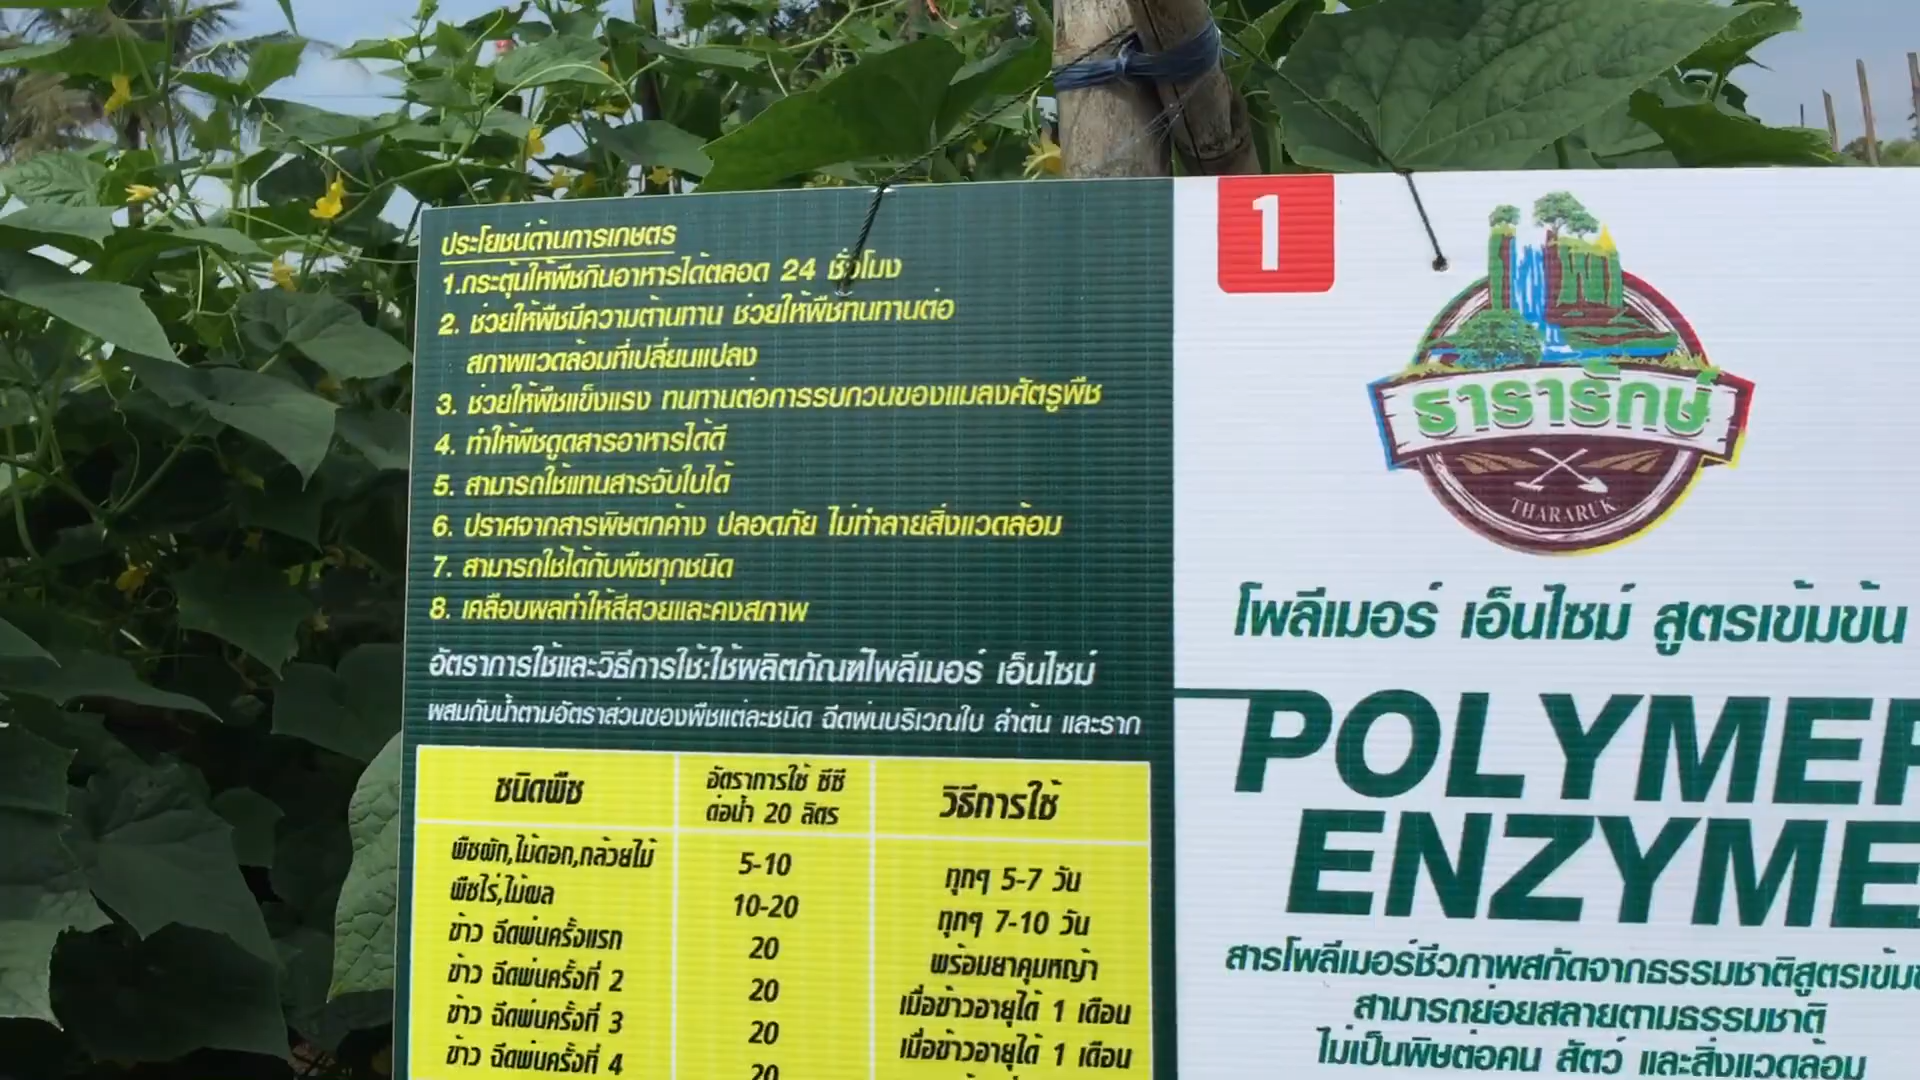 ประโยชน์ด้านการเกษตร
1.กระตุ้นให้พืชกินอาหารได้ตลอด 24 ชั่วโมง
2. ช่วยให้พืชมีความต้านทาน ช่วยให้พืชทนทานต่อ
สภาพแวดล้อมที่เปลี่ยนแปลง
3. ช่วยให้พืชแข็งแรง ทนทานต่อการรบกวนของแมลงศัตรูพืช
4. ทำให้พืชดูดสารอาหารได้ดี
5. สามารถใช้แทนสารจับใบได้
6. ปราศจากสารพิษตกค้าง ปลอดภัย ไม่ทำลายสิ่งแวดล้อม
7. สามารถใช้ได้กับพืชทุกชนิด
8. เคลือบผลทำให้สีสวยและคงสภาพ
อัตราการใช้และวิธีการใช้:ใช้ผลิตภัณฑ์โพลีเมอร์ เอ็นไซม์
ผสมกับน้ำตามอัตราส่วนของพืชแต่ละชนิด ฉีดพ่นบริเวณใบ ลำต้น และราก
ชนิดพืช อัตราการใช้ ซีซี ต่อน้ำ 20 ลิตร วิธีการใช้
พืชผัก,ไม้ดอก,กล้วยไม้ 5-10 ทุกๆ 5-7 วัน
พืชไร่,ไม้ผล 10-20 ทุกๆ 7-10 วัน
ข้าว ฉีดพ่นครั้งแรก 20 พร้อมยาคุมหญ้า
ข้าว ฉีดพ่นครั้งที่ 2 20 เมื่อข้าวอายุได้ 1 เดือน
ข้าว ฉีดพ่นครั้งที่ 3 20 เมื่อข้าวอายุได้ 1 เดือน
ข้าว ฉีดพ่นครั้งที่ 4 20
1
ธารารักษ์
THARARUK
โพลีเมอร์ เอ็นไซม์ สูตรเข้มข้น
POLYMER
ENZYME
สารโพลีเมอร์ชีวภาพสกัดจากธรรมชาติสูตรเข้มข้
สามารถย่อยสลายตามธรรมชาติ
ไม่เป็นพิษต่อคน สัตว์ และสิ่งแวดล้อม